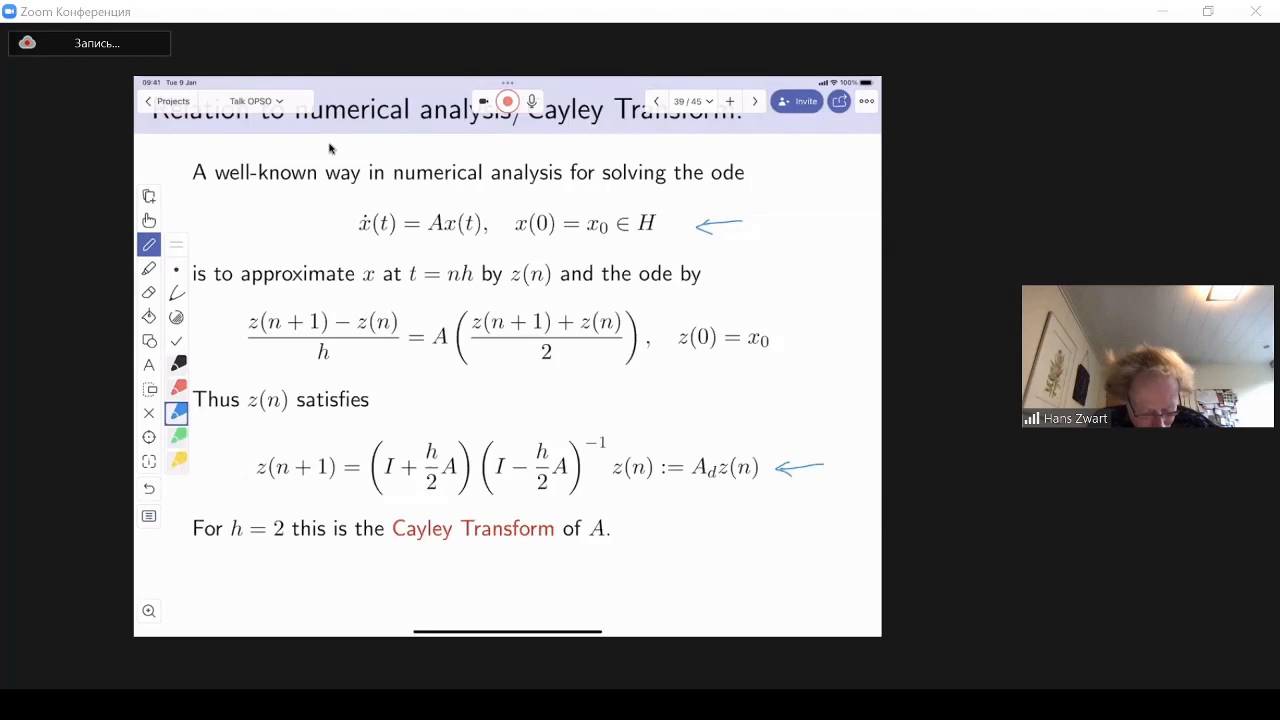 Zoom Конференция
Запись...
09:41 Tue 9 Jan
100%
Projects
Talk OPSO
39 / 45
Invite
Relation to numerical analysis/ Cayley Transform.
A well-known way in numerical analysis for solving the ode
ẋ(t) = Ax(t), x(0) = x₀ ∈ H
is to approximate x at t = nh by z(n) and the ode by
(z(n + 1) − z(n))/h = A ((z(n + 1) + z(n))/2), z(0) = x₀
Thus z(n) satisfies
z(n + 1) = (I + h/2 A) (I − h/2 A)⁻¹ z(n) := A_d z(n)
For h = 2 this is the Cayley Transform of A.
Hans Zwart